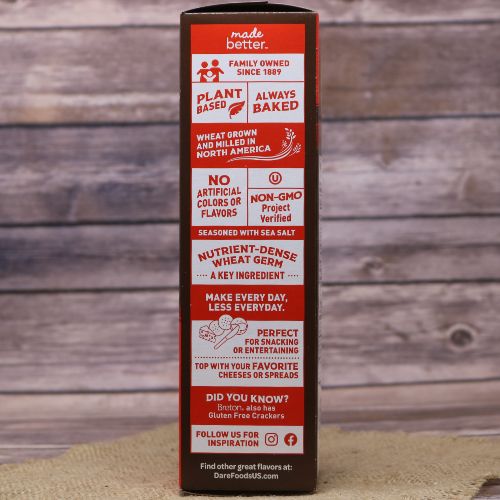 made
better™
FAMILY OWNED
SINCE 1889
PLANT
BASED
ALWAYS
BAKED
WHEAT GROWN
AND MILLED IN
NORTH AMERICA
NO
ARTIFICIAL
COLORS OR
FLAVORS
U
NON-GMO
Project
Verified
SEASONED WITH SEA SALT
NUTRIENT-DENSE
WHEAT GERM
A KEY INGREDIENT
MAKE EVERY DAY,
LESS EVERYDAY.
PERFECT
FOR SNACKING
OR ENTERTAINING
TOP WITH YOUR FAVORITE
CHEESES OR SPREADS
DID YOU KNOW?
Breton® also has
Gluten Free Crackers
FOLLOW US FOR
INSPIRATION
Find other great flavors at:
DareFoodsUS.com